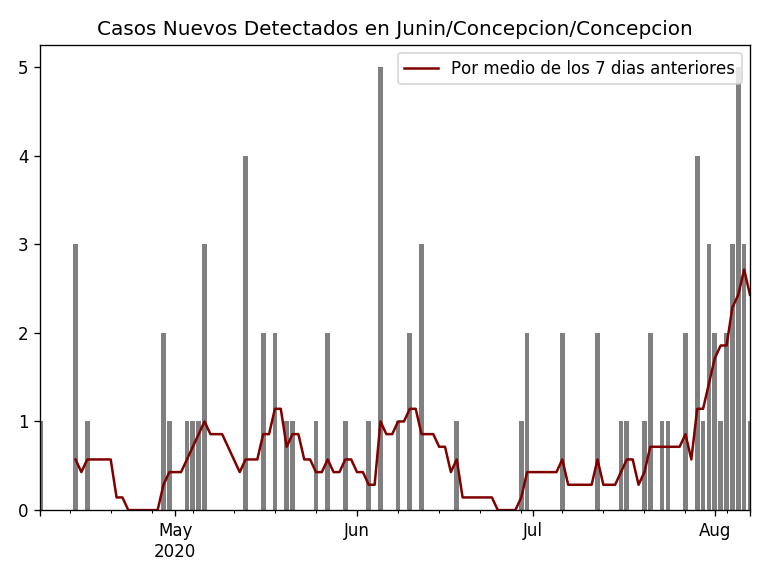 Casos Nuevos Detectados en Junin/Concepcion/Concepcion
Por medio de los 7 dias anteriores
5
4
3
2
1
0
May Jun Jul Aug
2020